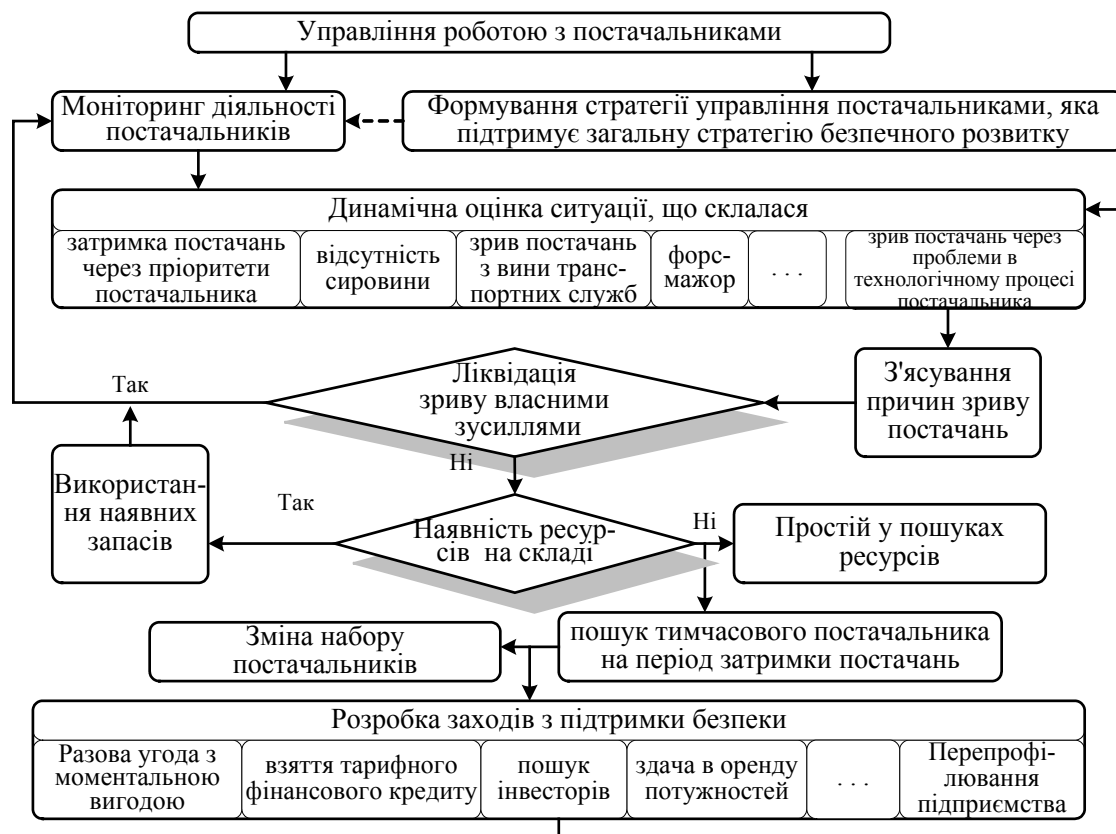 Управління роботою з постачальниками
Моніторинг діяльності
постачальників
Формування стратегії управління постачальниками, яка
підтримує загальну стратегію безпечного розвитку
Динамічна оцінка ситуації, що склалася
затримка постачань
через пріоритети
постачальника
відсутність
сировини
зрив постачань
з вини транс-
портних служб
форс-
мажор
. . .
зрив постачань через
проблеми в
технологічному процесі
постачальника
Так
Ліквідація
зриву власними
зусиллями
З'ясування
причин зриву
постачань
Ні
Використан-
ня наявних
запасів
Так
Наявність ресур-
сів на складі
Ні
Простій у пошуках
ресурсів
Зміна набору
постачальників
пошук тимчасового постачальника
на період затримки постачань
Розробка заходів з підтримки безпеки
Разова угода з
моментальною
вигодою
взяття тарифного
фінансового кредиту
пошук
інвесторів
здача в оренду
потужностей
. . .
Перепрофі-
лювання
підприємства